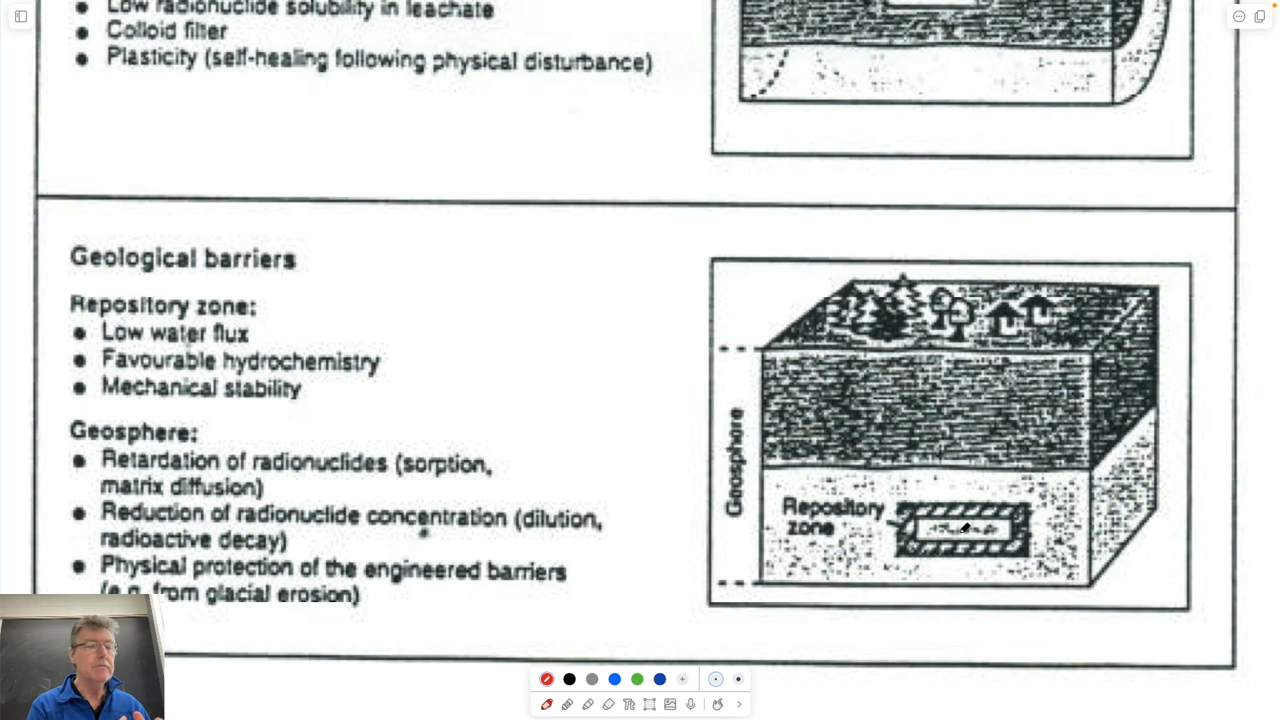 Low radionuclide solubility in leachate
Colloid filter
Plasticity (self-healing following physical disturbance)
Geological barriers
Repository zone:
Low water flux
Favourable hydrochemistry
Mechanical stability
Geosphere:
Retardation of radionuclides (sorption,
matrix diffusion)
Reduction of radionuclide concentration (dilution,
radioactive decay)
Physical protection of the engineered barriers
(e.g. from glacial erosion)
Geosphere
Repository
zone
Tt